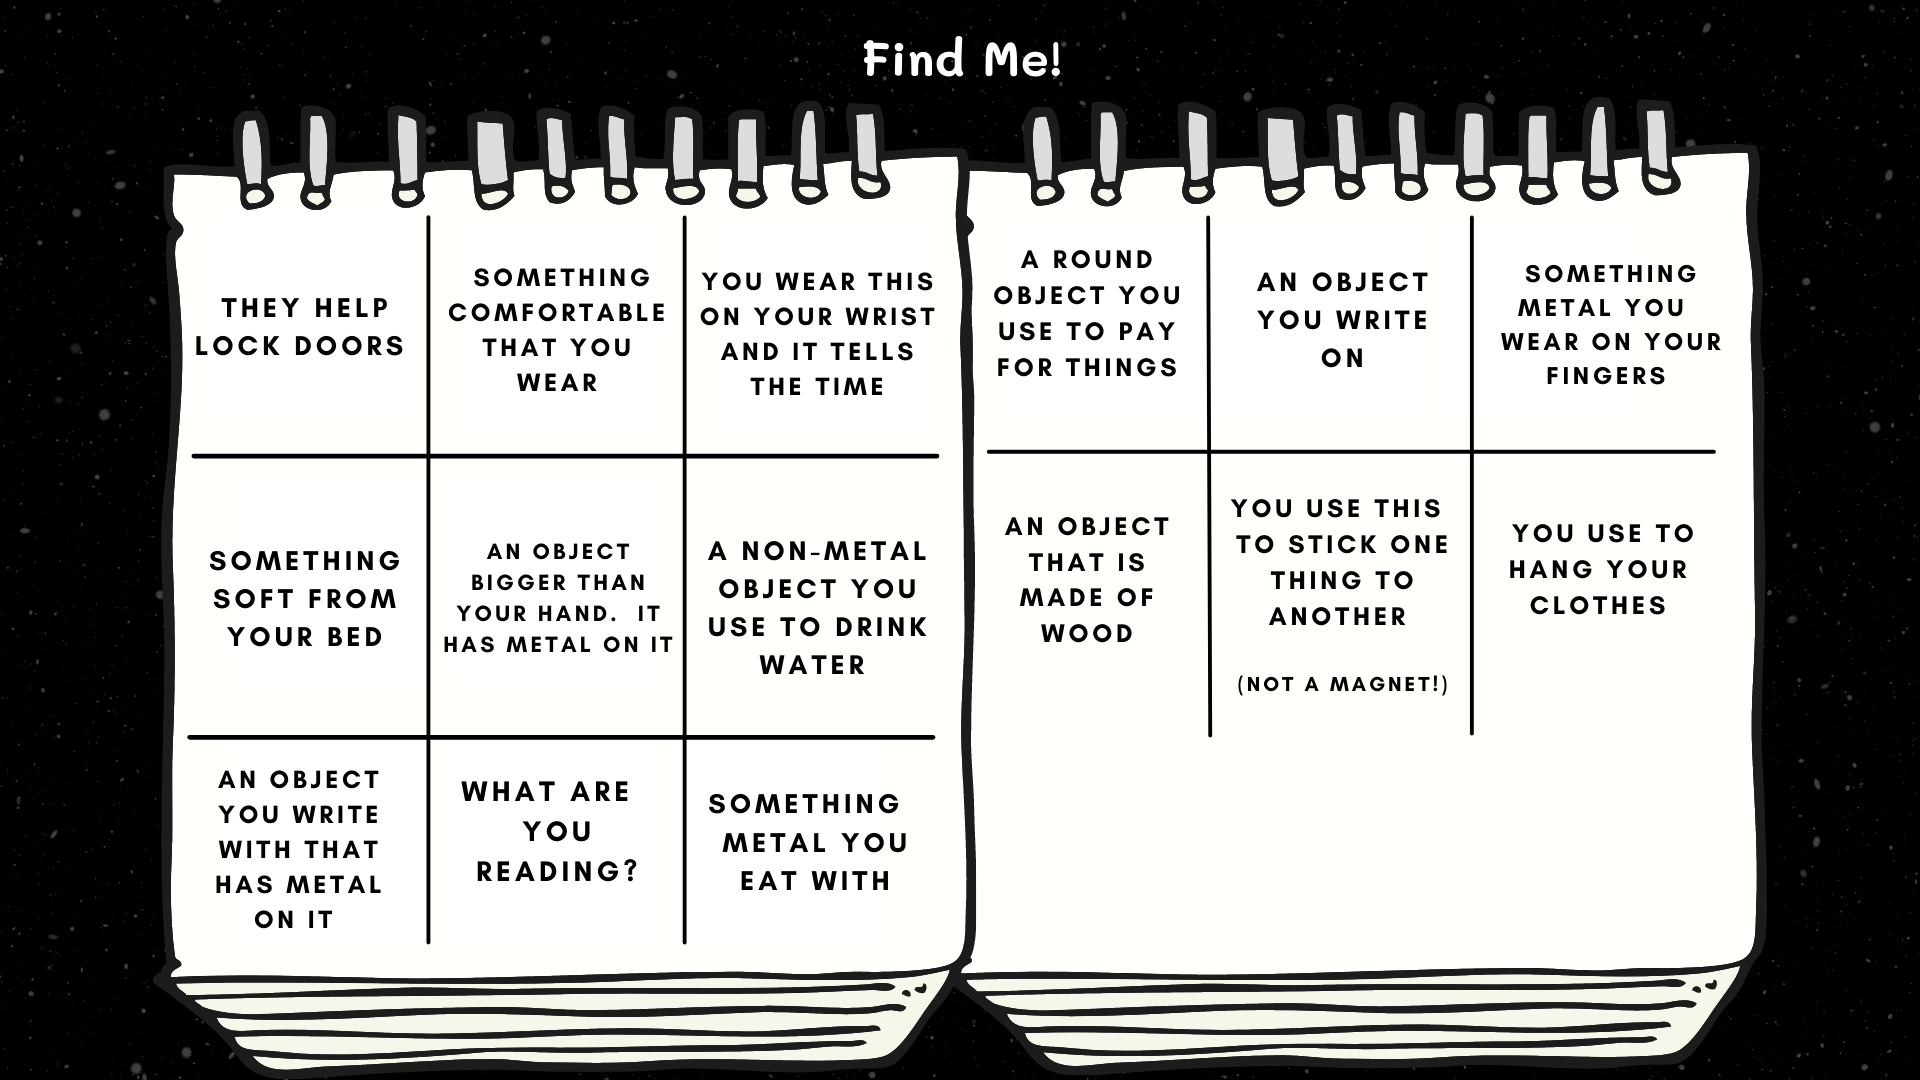 Find Me!
THEY HELP
LOCK DOORS
SOMETHING
COMFORTABLE
THAT YOU
WEAR
YOU WEAR THIS
ON YOUR WRIST
AND IT TELLS
THE TIME
SOMETHING
SOFT FROM
YOUR BED
AN OBJECT
BIGGER THAN
YOUR HAND. IT
HAS METAL ON IT
A NON-METAL
OBJECT YOU
USE TO DRINK
WATER
AN OBJECT
YOU WRITE
WITH THAT
HAS METAL
ON IT
WHAT ARE
YOU
READING?
SOMETHING
METAL YOU
EAT WITH
A ROUND
OBJECT YOU
USE TO PAY
FOR THINGS
AN OBJECT
YOU WRITE
ON
SOMETHING
METAL YOU
WEAR ON YOUR
FINGERS
AN OBJECT
THAT IS
MADE OF
WOOD
YOU USE THIS
TO STICK ONE
THING TO
ANOTHER
(NOT A MAGNET!)
YOU USE TO
HANG YOUR
CLOTHES